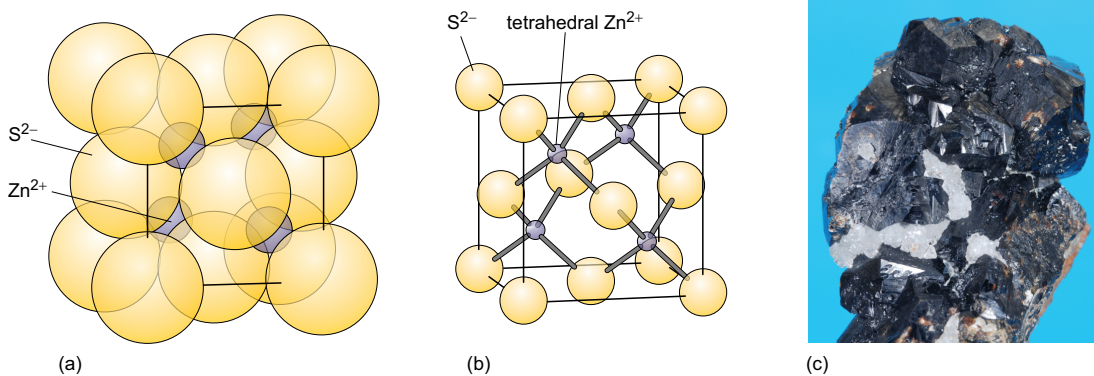 S²⁻
Zn²⁺
(a)
S²⁻
tetrahedral Zn²⁺
(b)
(c)